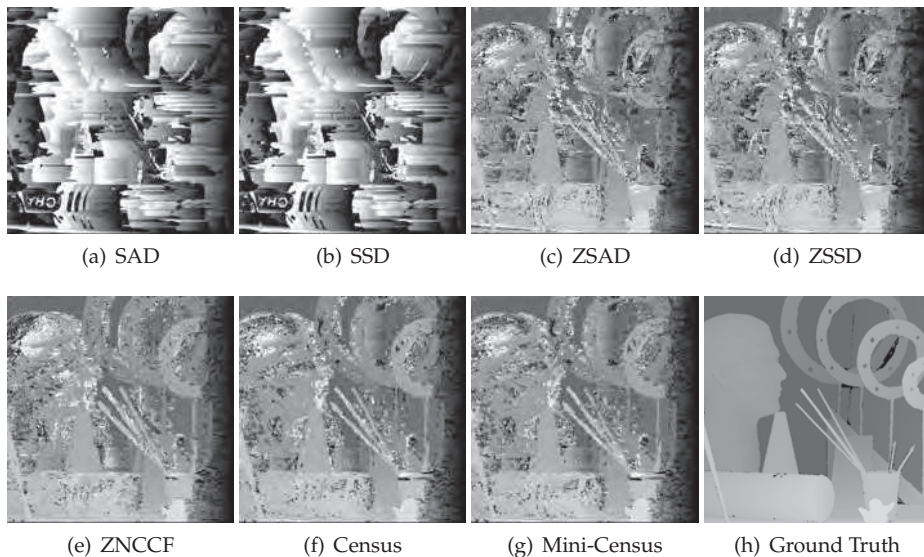 (a) SAD
(b) SSD
(c) ZSAD
(d) ZSSD
(e) ZNCCF
(f) Census
(g) Mini-Census
(h) Ground Truth